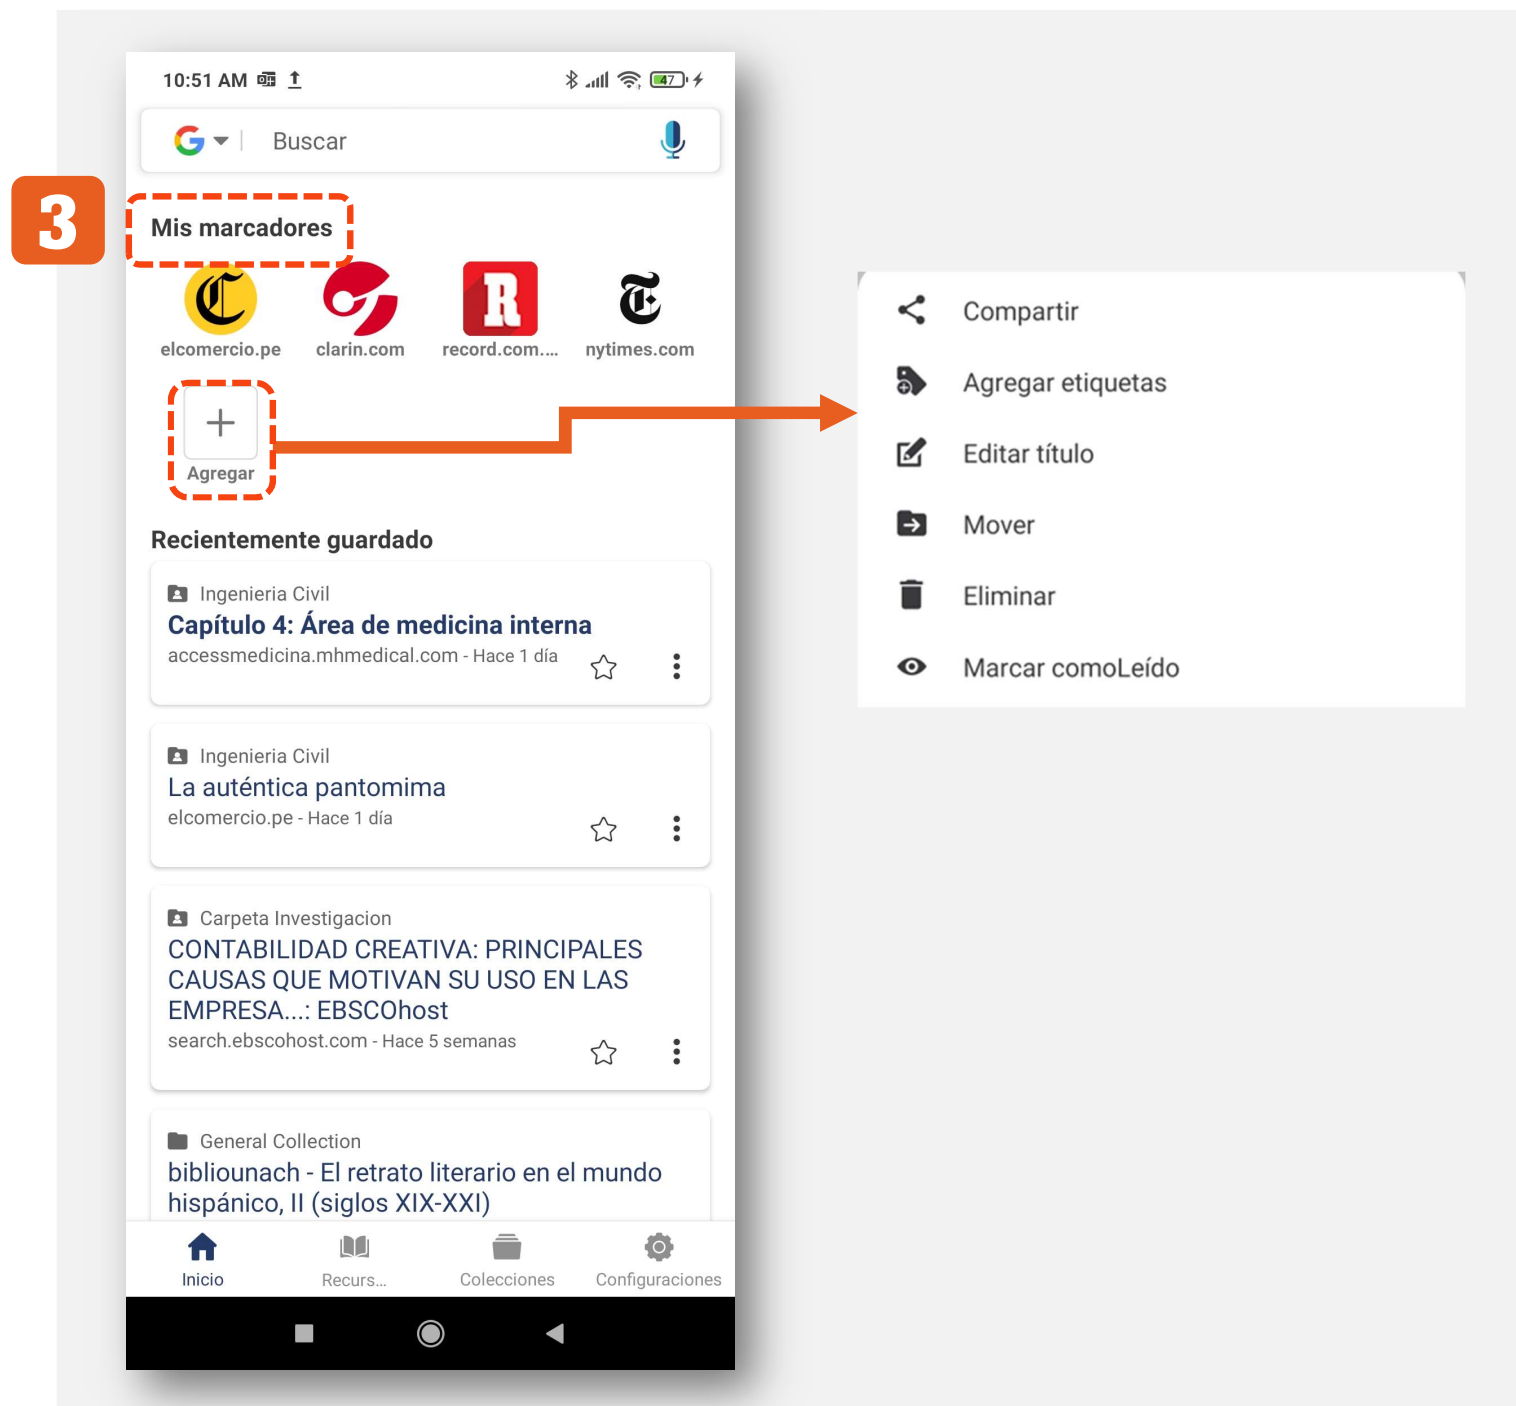 10:51 AM
47
Buscar
3
Mis marcadores
elcomercio.pe
clarin.com
record.com....
nytimes.com
Agregar
Recientemente guardado
Ingenieria Civil
Capítulo 4: Área de medicina interna
accessmedicina.mhmedical.com - Hace 1 día
Ingenieria Civil
La auténtica pantomima
elcomercio.pe - Hace 1 día
Carpeta Investigacion
CONTABILIDAD CREATIVA: PRINCIPALES
CAUSAS QUE MOTIVAN SU USO EN LAS
EMPRESA...: EBSCOhost
search.ebscohost.com - Hace 5 semanas
General Collection
bibliounach - El retrato literario en el mundo
hispánico, II (siglos XIX-XXI)
Inicio
Recurs...
Colecciones
Configuraciones
Compartir
Agregar etiquetas
Editar título
Mover
Eliminar
Marcar comoLeído